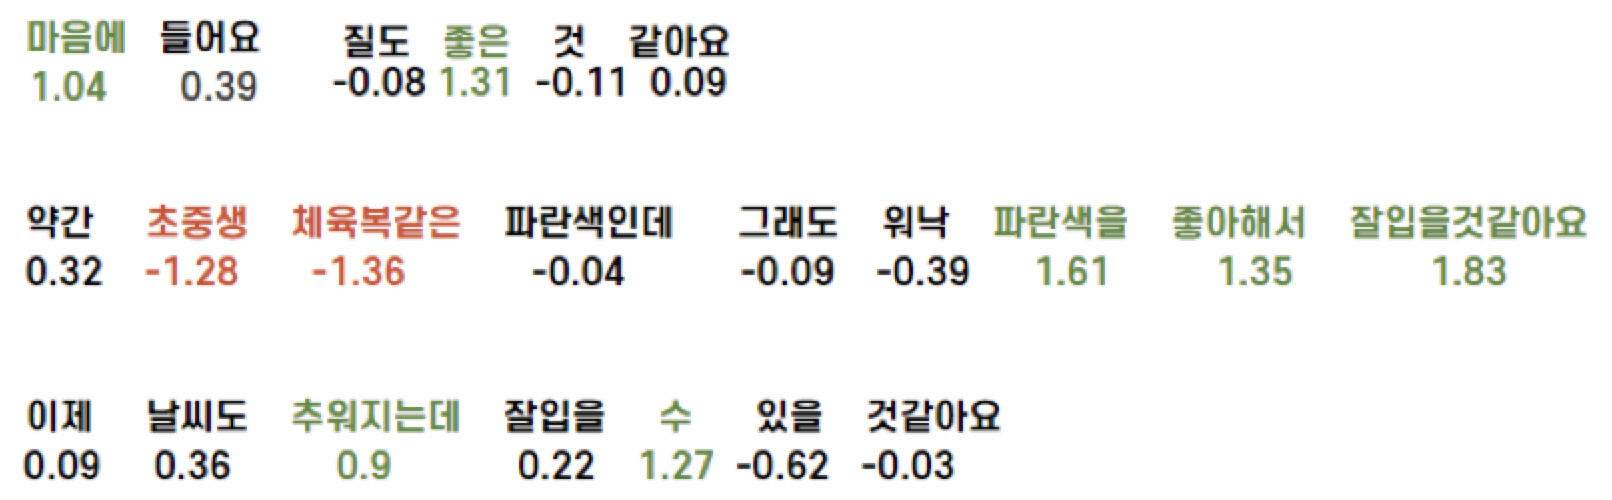 마음에 들어요 질도 좋은 것 같아요
1.04 0.39 -0.08 1.31 -0.11 0.09
약간 초중생 체육복같은 파란색인데 그래도 워낙 파란색을 좋아해서 잘입을것같아요
0.32 -1.28 -1.36 -0.04 -0.09 -0.39 1.61 1.35 1.83
이제 날씨도 추워지는데 잘입을 수 있을 것같아요
0.09 0.36 0.9 0.22 1.27 -0.62 -0.03